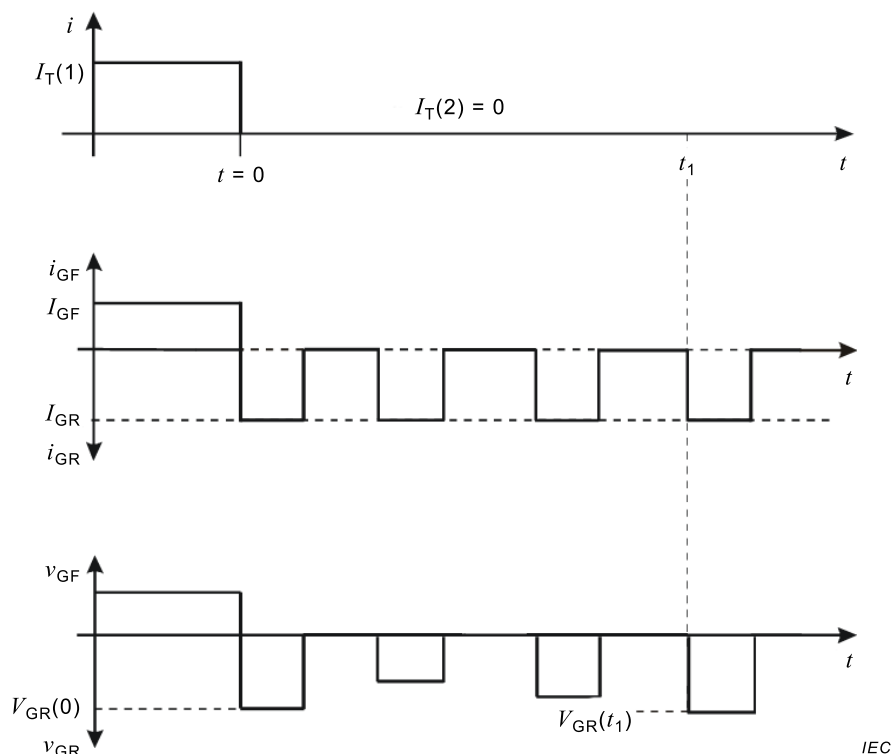 i
I_T(1)
I_T(2) = 0
t = 0
t_1
t
i_GF
I_GF
t
I_GR
i_GR
v_GF
t
V_GR(0)
V_GR(t_1)
v_GR
IEC